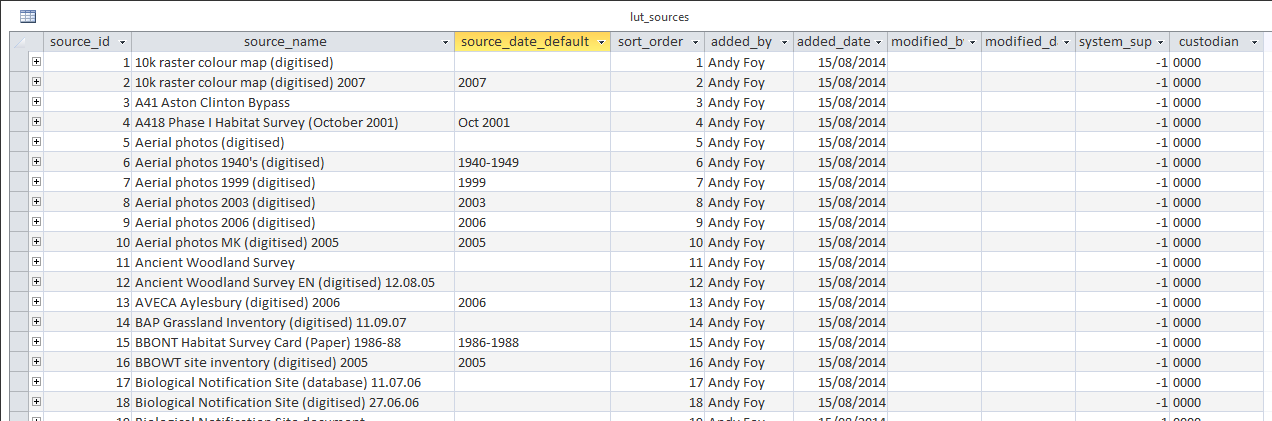 lut_sources
source_id source_name source_date_default sort_order added_by added_date modified_b modified_da system_sup custodian
1 10k raster colour map (digitised) 1 Andy Foy 15/08/2014 -1 0000
2 10k raster colour map (digitised) 2007 2007 2 Andy Foy 15/08/2014 -1 0000
3 A41 Aston Clinton Bypass 3 Andy Foy 15/08/2014 -1 0000
4 A418 Phase I Habitat Survey (October 2001) Oct 2001 4 Andy Foy 15/08/2014 -1 0000
5 Aerial photos (digitised) 5 Andy Foy 15/08/2014 -1 0000
6 Aerial photos 1940's (digitised) 1940-1949 6 Andy Foy 15/08/2014 -1 0000
7 Aerial photos 1999 (digitised) 1999 7 Andy Foy 15/08/2014 -1 0000
8 Aerial photos 2003 (digitised) 2003 8 Andy Foy 15/08/2014 -1 0000
9 Aerial photos 2006 (digitised) 2006 9 Andy Foy 15/08/2014 -1 0000
10 Aerial photos MK (digitised) 2005 2005 10 Andy Foy 15/08/2014 -1 0000
11 Ancient Woodland Survey 11 Andy Foy 15/08/2014 -1 0000
12 Ancient Woodland Survey EN (digitised) 12.08.05 12 Andy Foy 15/08/2014 -1 0000
13 AVECA Aylesbury (digitised) 2006 2006 13 Andy Foy 15/08/2014 -1 0000
14 BAP Grassland Inventory (digitised) 11.09.07 14 Andy Foy 15/08/2014 -1 0000
15 BBONT Habitat Survey Card (Paper) 1986-88 1986-1988 15 Andy Foy 15/08/2014 -1 0000
16 BBOWT site inventory (digitised) 2005 2005 16 Andy Foy 15/08/2014 -1 0000
17 Biological Notification Site (database) 11.07.06 17 Andy Foy 15/08/2014 -1 0000
18 Biological Notification Site (digitised) 27.06.06 18 Andy Foy 15/08/2014 -1 0000
19 Biological Notification Site document 19 Andy Foy 15/08/2014 -1 0000